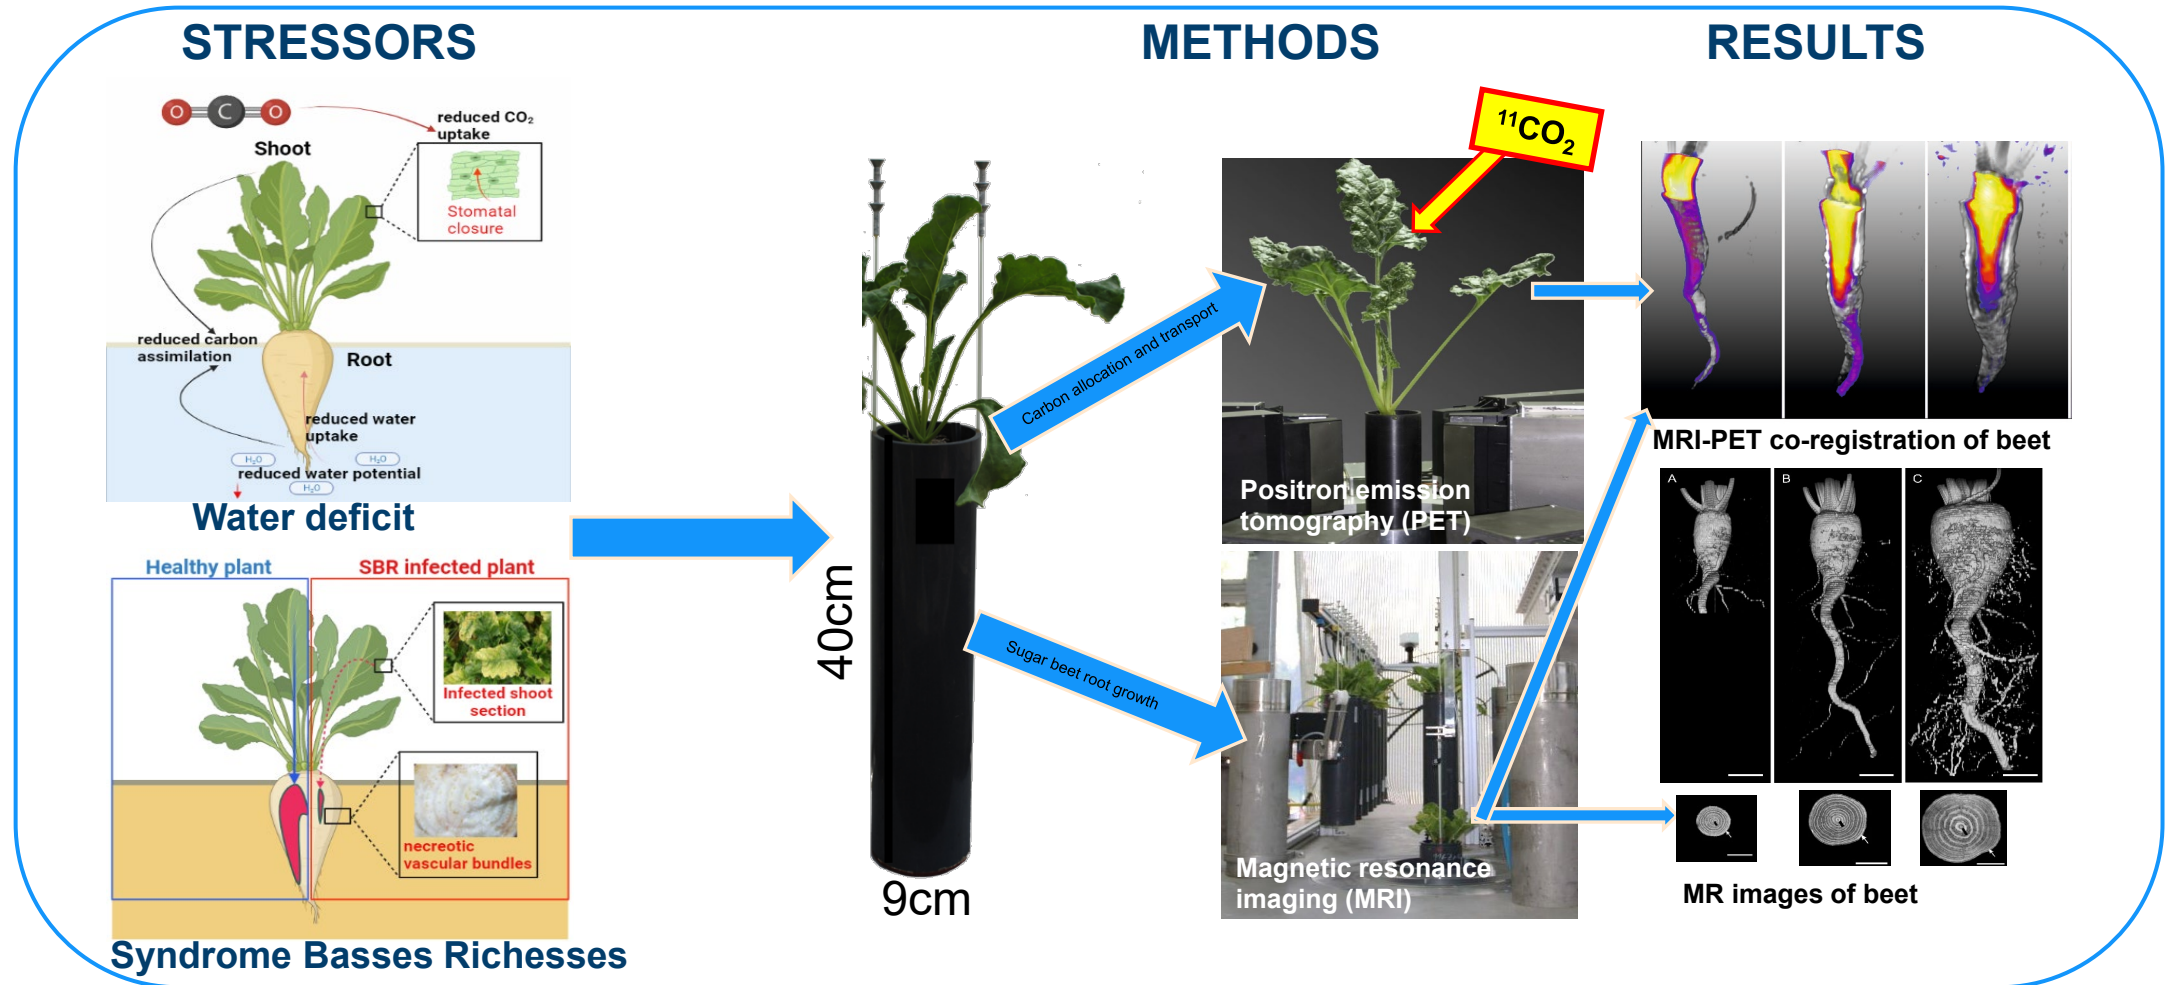 STRESSORS
METHODS
RESULTS
O C O
reduced CO₂
uptake
Shoot
Stomatal
closure
reduced carbon
assimilation
Root
reduced water
uptake
H₂O
H₂O
reduced water potential
H₂O
Water deficit
Healthy plant
SBR infected plant
Infected shoot
section
necreotic
vascular bundles
Syndrome Basses Richesses
40cm
9cm
Carbon allocation and transport
Sugar beet root growth
¹¹CO₂
Positron emission
tomography (PET)
Magnetic resonance
imaging (MRI)
MRI-PET co-registration of beet
A
B
C
MR images of beet